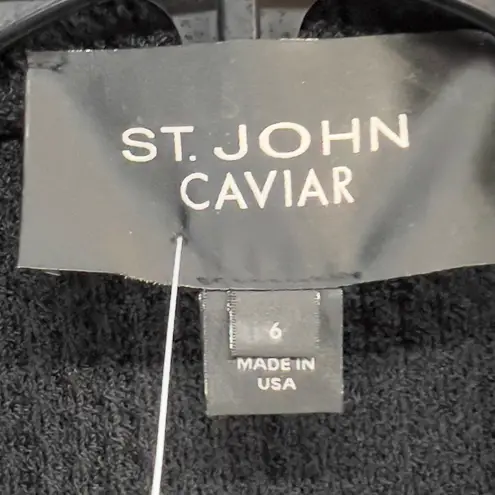 ST. JOHN
CAVIAR
6
MADE IN
USA